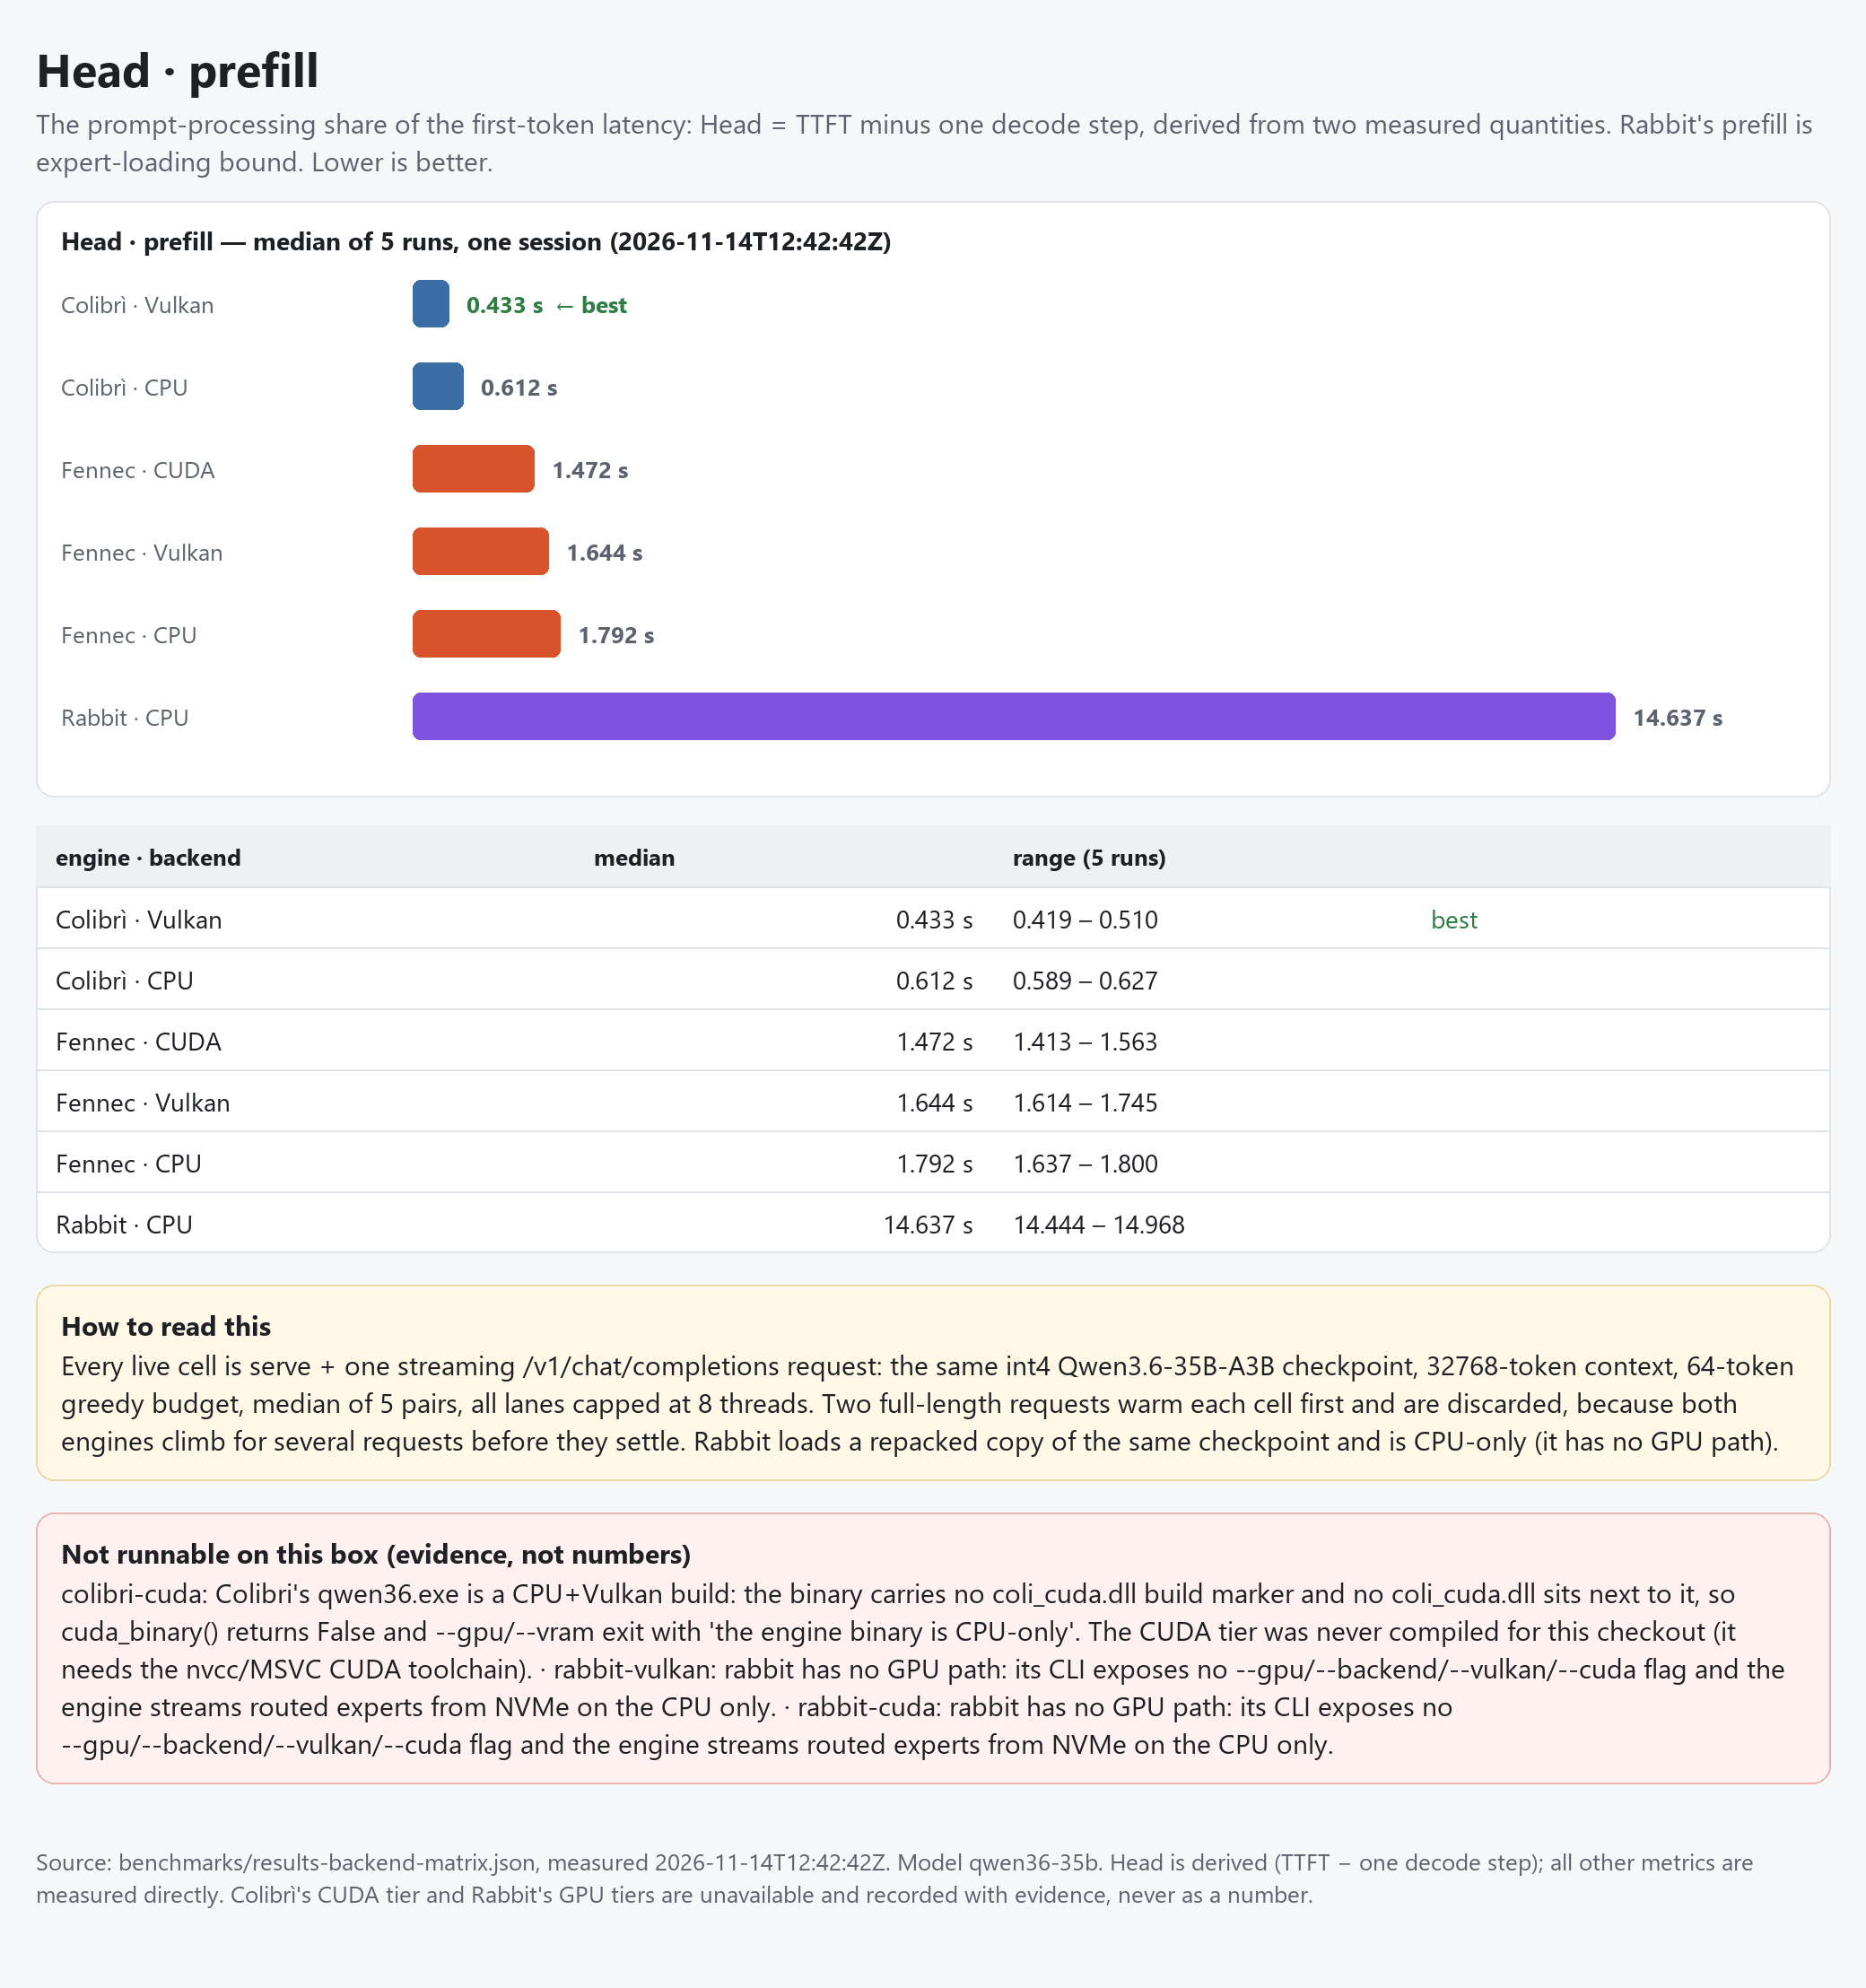 Head · prefill
The prompt-processing share of the first-token latency: Head = TTFT minus one decode step, derived from two measured quantities. Rabbit's prefill is
expert-loading bound. Lower is better.
Head · prefill — median of 5 runs, one session (2026-11-14T12:42:42Z)
Colibrì · Vulkan 0.433 s ← best
Colibrì · CPU 0.612 s
Fennec · CUDA 1.472 s
Fennec · Vulkan 1.644 s
Fennec · CPU 1.792 s
Rabbit · CPU 14.637 s
engine · backend median range (5 runs)
Colibrì · Vulkan 0.433 s 0.419 – 0.510 best
Colibrì · CPU 0.612 s 0.589 – 0.627
Fennec · CUDA 1.472 s 1.413 – 1.563
Fennec · Vulkan 1.644 s 1.614 – 1.745
Fennec · CPU 1.792 s 1.637 – 1.800
Rabbit · CPU 14.637 s 14.444 – 14.968
How to read this
Every live cell is serve + one streaming /v1/chat/completions request: the same int4 Qwen3.6-35B-A3B checkpoint, 32768-token context, 64-token
greedy budget, median of 5 pairs, all lanes capped at 8 threads. Two full-length requests warm each cell first and are discarded, because both
engines climb for several requests before they settle. Rabbit loads a repacked copy of the same checkpoint and is CPU-only (it has no GPU path).
Not runnable on this box (evidence, not numbers)
colibri-cuda: Colibri's qwen36.exe is a CPU+Vulkan build: the binary carries no coli_cuda.dll build marker and no coli_cuda.dll sits next to it, so
cuda_binary() returns False and --gpu/--vram exit with 'the engine binary is CPU-only'. The CUDA tier was never compiled for this checkout (it
needs the nvcc/MSVC CUDA toolchain). · rabbit-vulkan: rabbit has no GPU path: its CLI exposes no --gpu/--backend/--vulkan/--cuda flag and the
engine streams routed experts from NVMe on the CPU only. · rabbit-cuda: rabbit has no GPU path: its CLI exposes no
--gpu/--backend/--vulkan/--cuda flag and the engine streams routed experts from NVMe on the CPU only.
Source: benchmarks/results-backend-matrix.json, measured 2026-11-14T12:42:42Z. Model qwen36-35b. Head is derived (TTFT − one decode step); all other metrics are
measured directly. Colibrì's CUDA tier and Rabbit's GPU tiers are unavailable and recorded with evidence, never as a number.